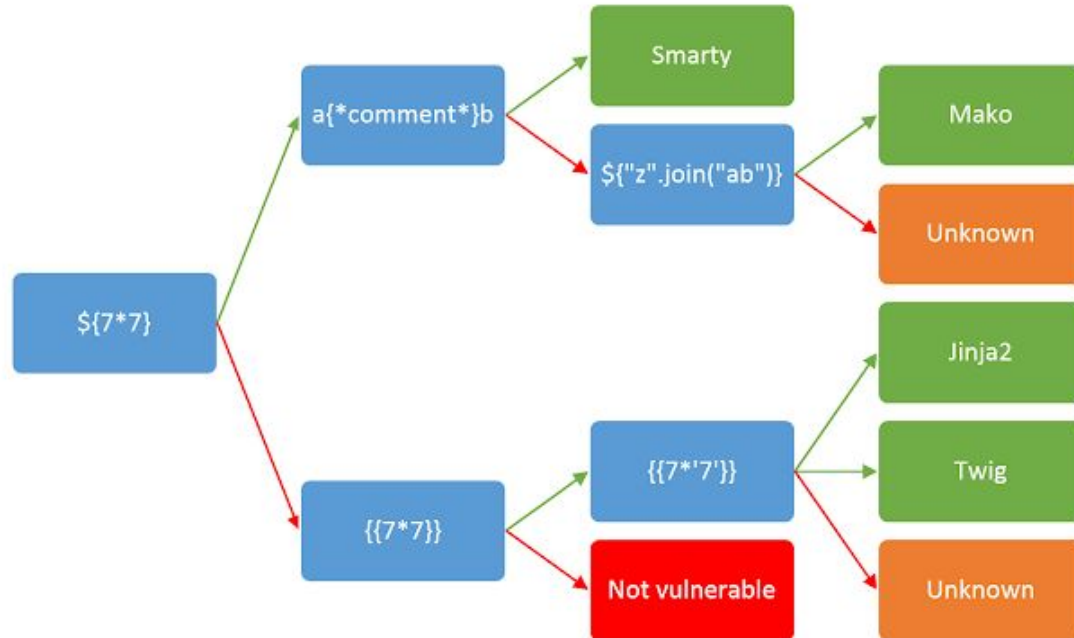 Smarty
a{*comment*}b
Mako
${"z".join("ab")}
Unknown
${7*7}
Jinja2
{{7*'7'}}
Twig
{{7*7}}
Not vulnerable
Unknown